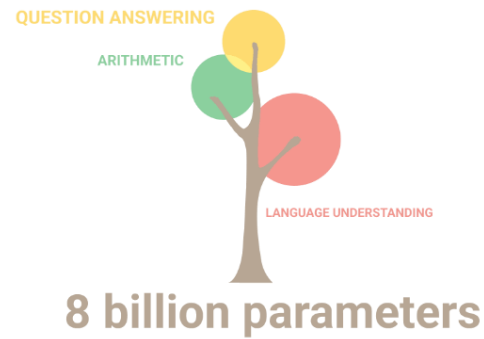 QUESTION ANSWERING
ARITHMETIC
LANGUAGE UNDERSTANDING
8 billion parameters